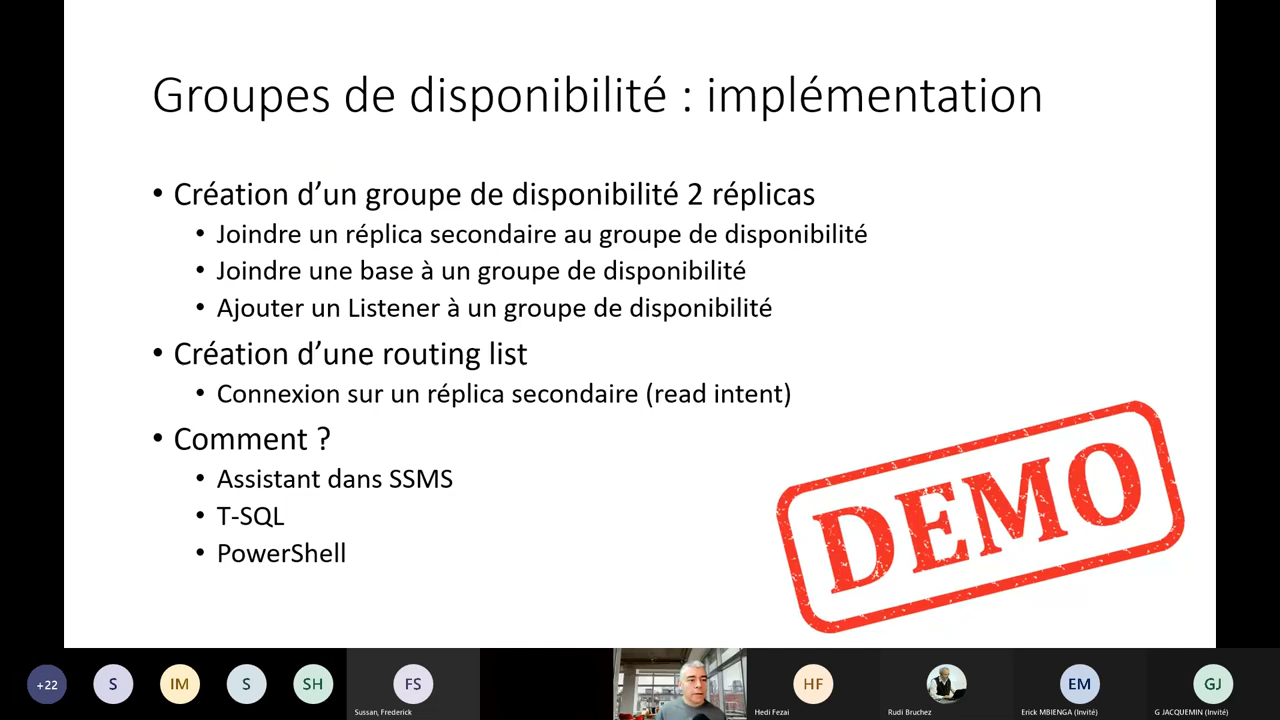 Groupes de disponibilité : implémentation
• Création d’un groupe de disponibilité 2 réplicas
• Joindre un réplica secondaire au groupe de disponibilité
• Joindre une base à un groupe de disponibilité
• Ajouter un Listener à un groupe de disponibilité
• Création d’une routing list
• Connexion sur un réplica secondaire (read intent)
• Comment ?
• Assistant dans SSMS
• T-SQL
• PowerShell
DEMO
+22
S
IM
S
SH
FS
Sussan, Frederick
HF
Hedi Fezai
Rudi Bruchez
EM
Erick MBIENGA (Invité)
GJ
G JACQUEMIN (Invité)